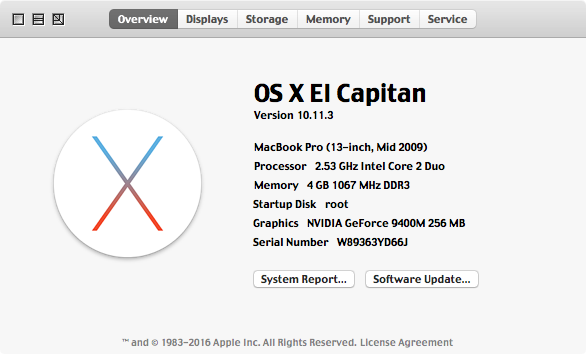 Overview Displays Storage Memory Support Service
OS X El Capitan
Version 10.11.3
MacBook Pro (13-inch, Mid 2009)
Processor 2.53 GHz Intel Core 2 Duo
Memory 4 GB 1067 MHz DDR3
Startup Disk root
Graphics NVIDIA GeForce 9400M 256 MB
Serial Number W89363YD66J
System Report... Software Update...
™ and © 1983-2016 Apple Inc. All Rights Reserved. License Agreement